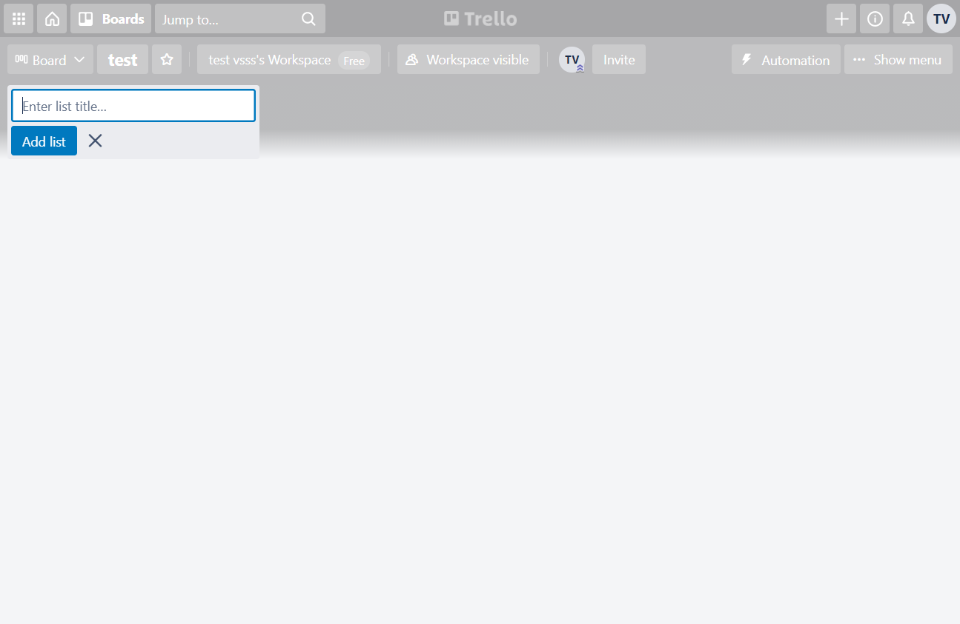 Boards Jump to... Trello TV
Board test test vsss's Workspace Free Workspace visible TV Invite Automation Show menu
Enter list title...
Add list